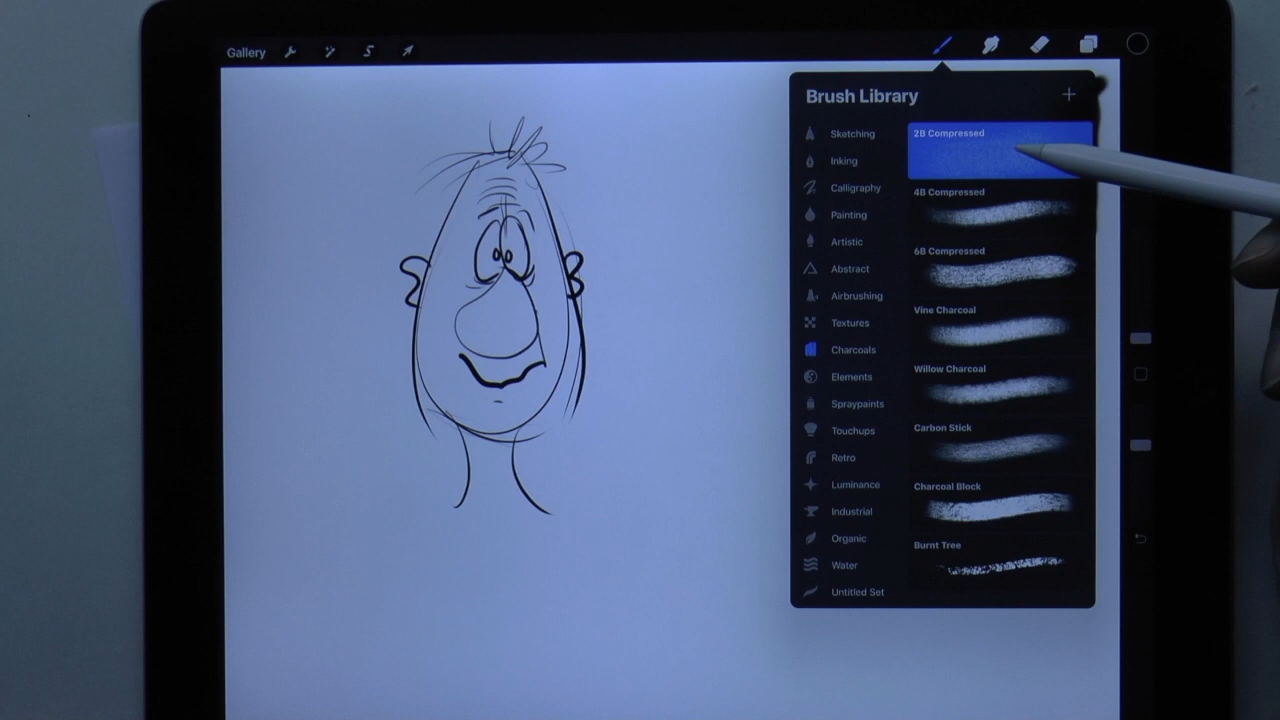 Gallery
Brush Library
Sketching
Inking
Calligraphy
Painting
Artistic
Abstract
Airbrushing
Textures
Charcoals
Elements
Spraypaints
Touchups
Retro
Luminance
Industrial
Organic
Water
Untitled Set
2B Compressed
4B Compressed
6B Compressed
Vine Charcoal
Willow Charcoal
Carbon Stick
Charcoal Block
Burnt Tree